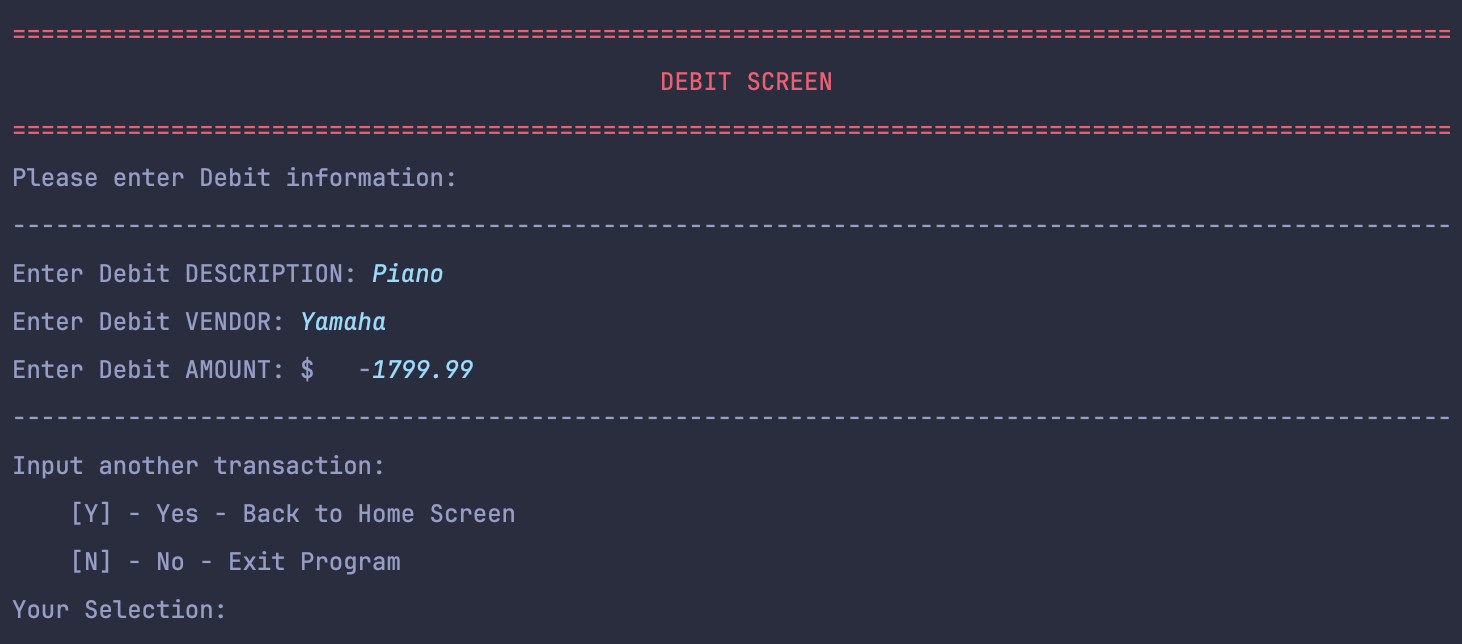 ====================================================================================================
DEBIT SCREEN
====================================================================================================
Please enter Debit information:
----------------------------------------------------------------------------------------------------
Enter Debit DESCRIPTION: Piano
Enter Debit VENDOR: Yamaha
Enter Debit AMOUNT: $   -1799.99
----------------------------------------------------------------------------------------------------
Input another transaction:
    [Y] - Yes - Back to Home Screen
    [N] - No - Exit Program
Your Selection: